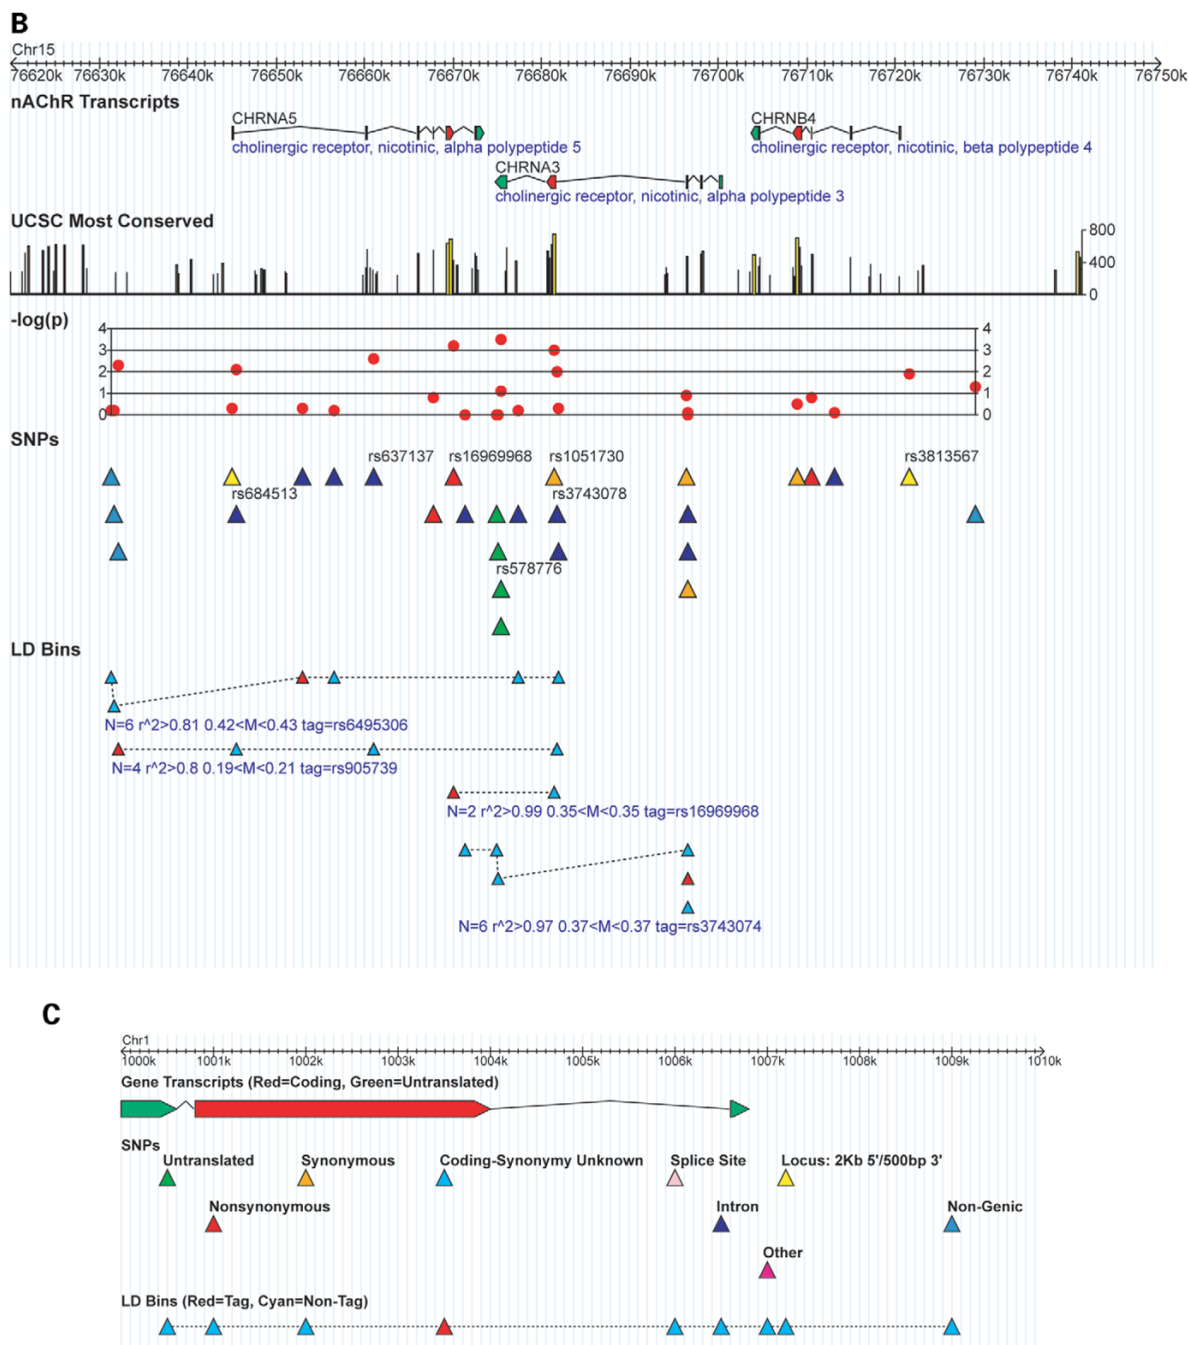 B
Chr15
76620k 76630k 76640k 76650k 76660k 76670k 76680k 76690k 76700k 76710k 76720k 76730k 76740k 76750k
nAChR Transcripts
CHRNA5 CHRNB4
cholinergic receptor, nicotinic, alpha polypeptide 5 cholinergic receptor, nicotinic, beta polypeptide 4
CHRNA3
cholinergic receptor, nicotinic, alpha polypeptide 3
UCSC Most Conserved
800
400
0
-log(p)
4 4
3 3
2 2
1 1
0 0
SNPs
rs637137 rs16969968 rs1051730 rs3813567
rs684513 rs3743078
rs578776
LD Bins
N=6 r^2>0.81 0.42<M<0.43 tag=rs6495306
N=4 r^2>0.8 0.19<M<0.21 tag=rs905739
N=2 r^2>0.99 0.35<M<0.35 tag=rs16969968
N=6 r^2>0.97 0.37<M<0.37 tag=rs3743074
C
Chr1
1000k 1001k 1002k 1003k 1004k 1005k 1006k 1007k 1008k 1009k 1010k
Gene Transcripts (Red=Coding, Green=Untranslated)
SNPs
Untranslated Synonymous Coding-Synonymy Unknown Splice Site Locus: 2Kb 5'/500bp 3'
Nonsynonymous Intron Non-Genic
Other
LD Bins (Red=Tag, Cyan=Non-Tag)